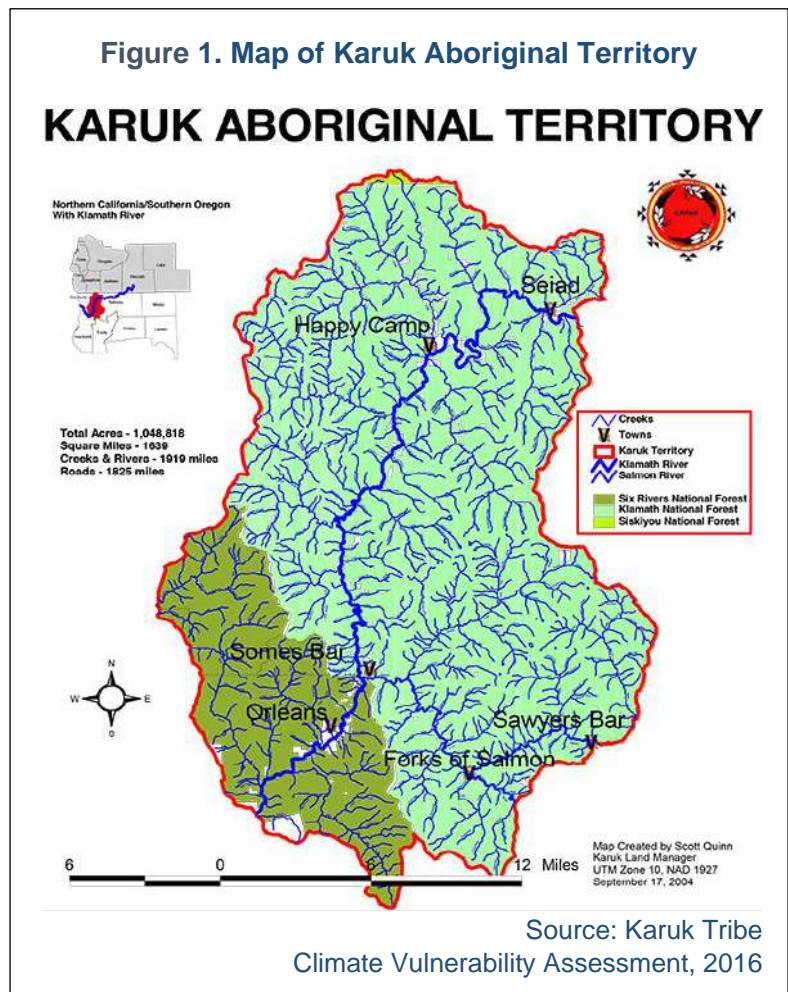 Figure 1. Map of Karuk Aboriginal Territory
KARUK ABORIGINAL TERRITORY
Northern California/Southern Oregon
With Klamath River
KARUK
Seiad
Happy Camp
Total Acres - 1,048,818
Square Miles - 1639
Creeks & Rivers - 1919 miles
Roads - 1825 miles
Creeks
Towns
Karuk Territory
Klamath River
Salmon River
Six Rivers National Forest
Klamath National Forest
Siskiyou National Forest
Somes Bar
N
W E
Orleans
Sawyers Bar
Forks of Salmon
6 0 6 12 Miles
Map Created by Scott Quinn
Karuk Land Manager
UTM Zone 10, NAD 1927
September 17, 2004
Source: Karuk Tribe
Climate Vulnerability Assessment, 2016